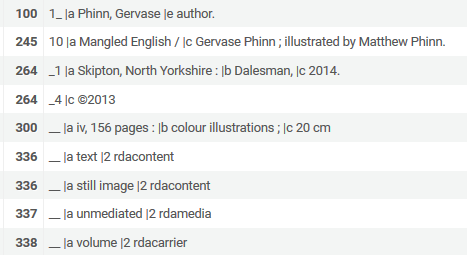 100 1_ |a Phinn, Gervase |e author.
245 10 |a Mangled English / |c Gervase Phinn ; illustrated by Matthew Phinn.
264 _1 |a Skipton, North Yorkshire : |b Dalesman, |c 2014.
264 _4 |c ©2013
300 __ |a iv, 156 pages : |b colour illustrations ; |c 20 cm
336 __ |a text |2 rdacontent
336 __ |a still image |2 rdacontent
337 __ |a unmediated |2 rdamedia
338 __ |a volume |2 rdacarrier